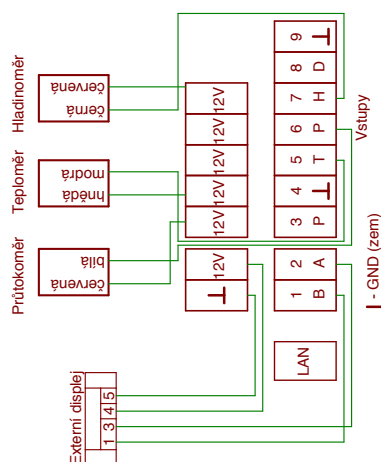 Hladinoměr
červená
černá
Teploměr
modrá
hnědá
Průtokoměr
bílá
červená
Externí displej
1 3 4 5
12V
12V
12V
12V
12V
12V
9
8 D
7 H
6 P
5 T
4
3 P
Vstupy
2 A
1 B
LAN
- GND (zem)